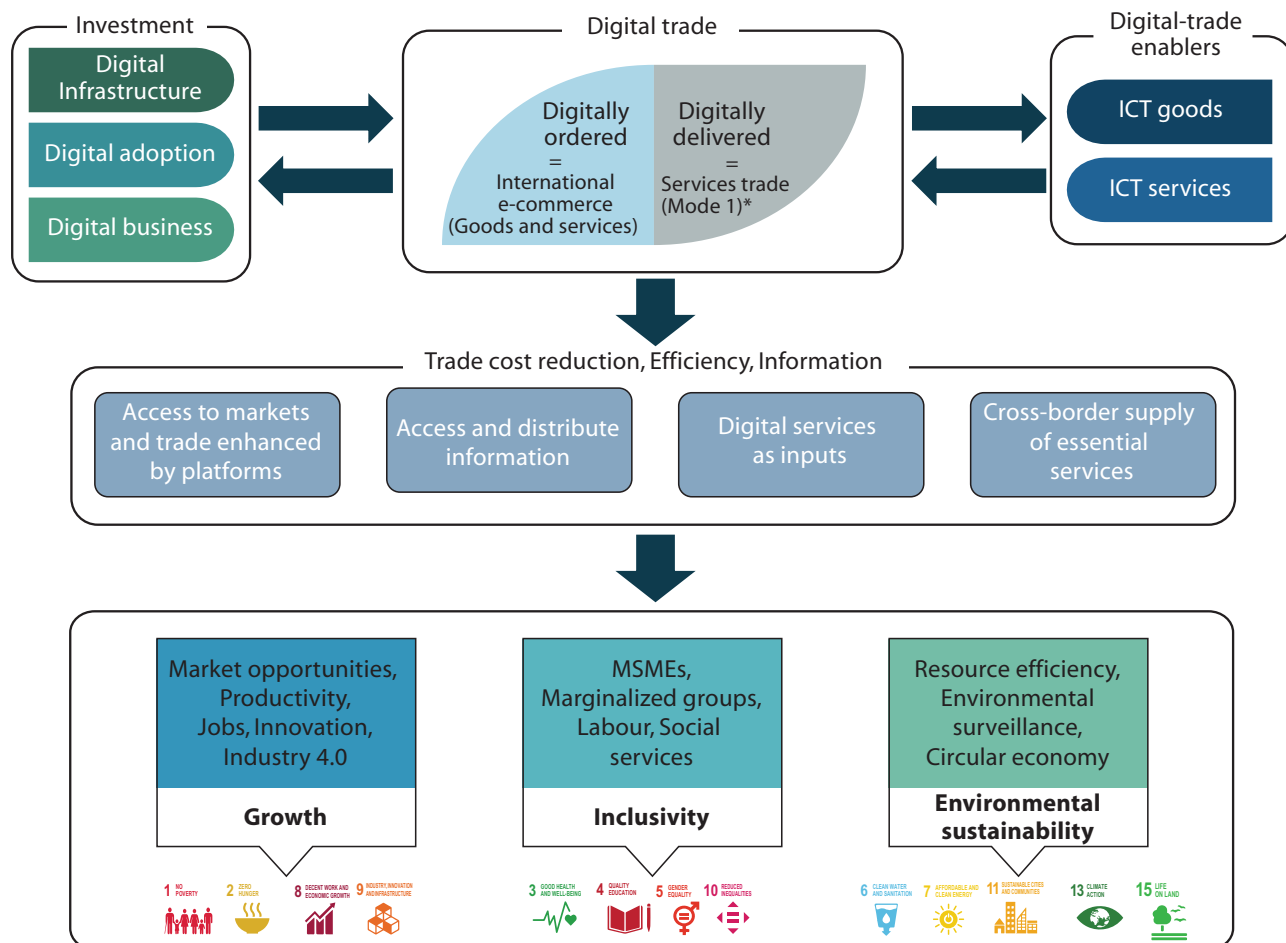 Investment
Digital
Infrastructure
Digital adoption
Digital business
Digital trade
Digitally
ordered
=
International
e-commerce
(Goods and services)
Digitally
delivered
=
Services trade
(Mode 1)*
Digital-trade
enablers
ICT goods
ICT services
Trade cost reduction, Efficiency, Information
Access to markets
and trade enhanced
by platforms
Access and distribute
information
Digital services
as inputs
Cross-border supply
of essential
services
Market opportunities,
Productivity,
Jobs, Innovation,
Industry 4.0
Growth
MSMEs,
Marginalized groups,
Labour, Social
services
Inclusivity
Resource efficiency,
Environmental
surveillance,
Circular economy
Environmental
sustainability
1 NO
POVERTY
2 ZERO
HUNGER
8 DECENT WORK AND
ECONOMIC GROWTH
9 INDUSTRY, INNOVATION
AND INFRASTRUCTURE
3 GOOD HEALTH
AND WELL-BEING
4 QUALITY
EDUCATION
5 GENDER
EQUALITY
10 REDUCED
INEQUALITIES
6 CLEAN WATER
AND SANITATION
7 AFFORDABLE AND
CLEAN ENERGY
11 SUSTAINABLE CITIES
AND COMMUNITIES
13 CLIMATE
ACTION
15 LIFE
ON LAND